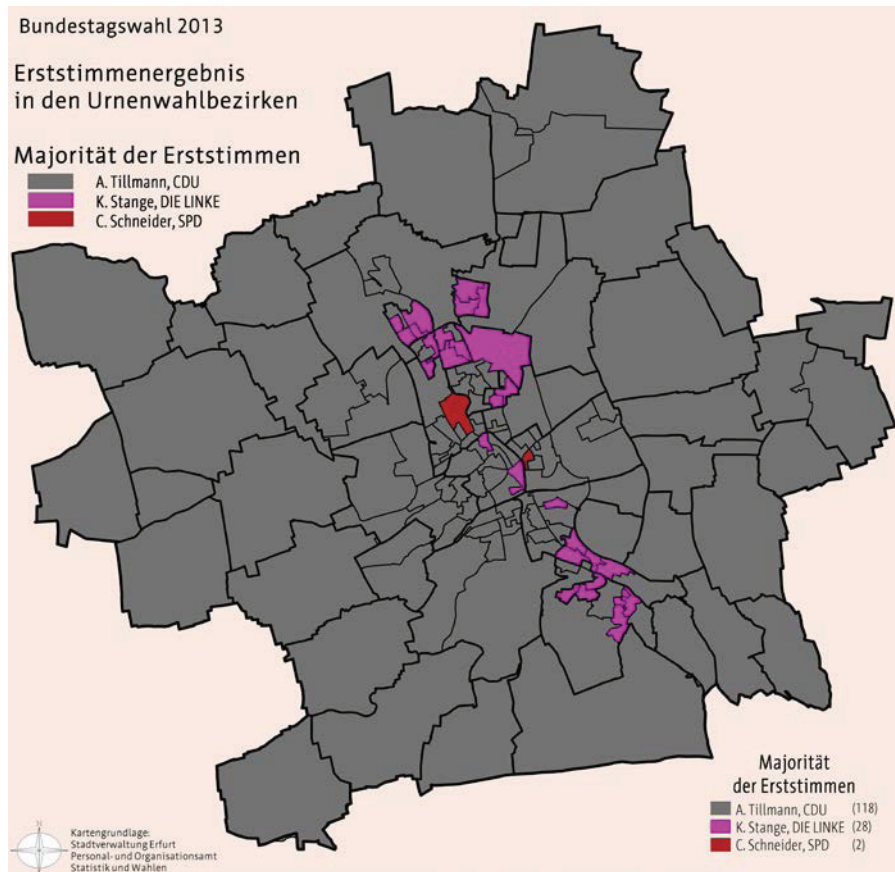 Bundestagswahl 2013
Erststimmenergebnis
in den Urnenwahlbezirken
Majorität der Erststimmen
A. Tillmann, CDU
K. Stange, DIE LINKE
C. Schneider, SPD
Majorität
der Erststimmen
A. Tillmann, CDU (118)
K. Stange, DIE LINKE (28)
C. Schneider, SPD (2)
N
Kartengrundlage:
Stadtverwaltung Erfurt
Personal- und Organisationsamt
Statistik und Wahlen